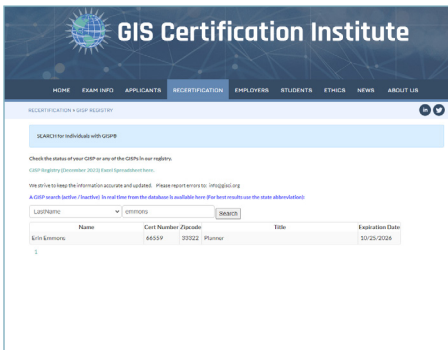 GIS Certification Institute
HOME EXAM INFO APPLICANTS RECERTIFICATION EMPLOYERS STUDENTS ETHICS NEWS ABOUT US
RECERTIFICATION » GISP REGISTRY
SEARCH for Individuals with GISP®
Check the status of your GISP or any of the GISPs in our registry.
GISP Registry (December 2023) Excel Spreadsheet here.
We strive to keep the information accurate and updated. Please report errors to: info@gisci.org
A GISP search (active / inactive) in real time from the database is available here (For best results use the state abbreviation):
LastName emmons Search
Name Cert Number Zipcode Title Expiration Date
Erin Emmons 66559 33322 Planner 10/25/2026
1